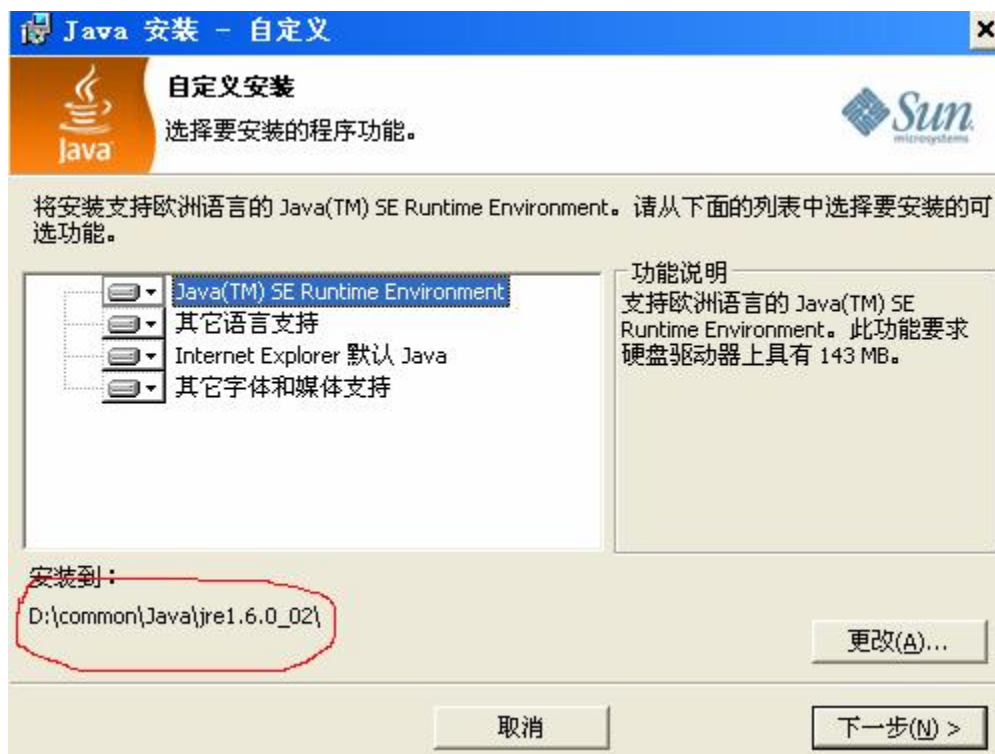 Java 安装 - 自定义
自定义安装
选择要安装的程序功能。
Java
Sun
microsystems
将安装支持欧洲语言的 Java(TM) SE Runtime Environment。请从下面的列表中选择要安装的可
选功能。
Java(TM) SE Runtime Environment
其它语言支持
Internet Explorer 默认 Java
其它字体和媒体支持
功能说明
支持欧洲语言的 Java(TM) SE
Runtime Environment。此功能要求
硬盘驱动器上具有 143 MB。
安装到：
D:\common\Java\jre1.6.0_02\
更改(A)...
取消
下一步(N) >